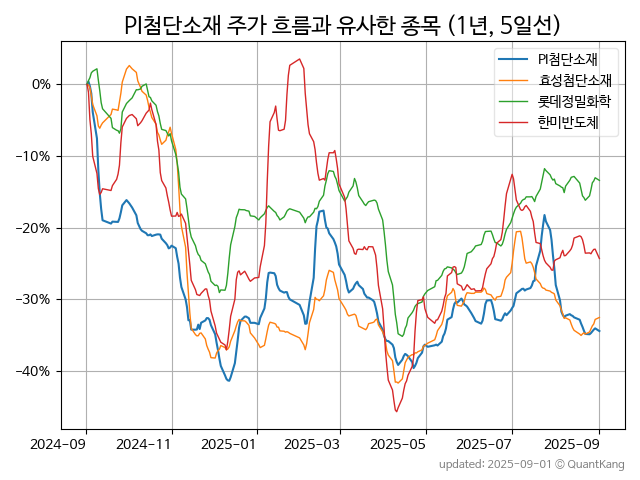 PI첨단소재 주가 흐름과 유사한 종목 (1년, 5일선)
PI첨단소재
효성첨단소재
롯데정밀화학
한미반도체
0%
−10%
−20%
−30%
−40%
2024-09 2024-11 2025-01 2025-03 2025-05 2025-07 2025-09
updated: 2025-09-01 © QuantKang